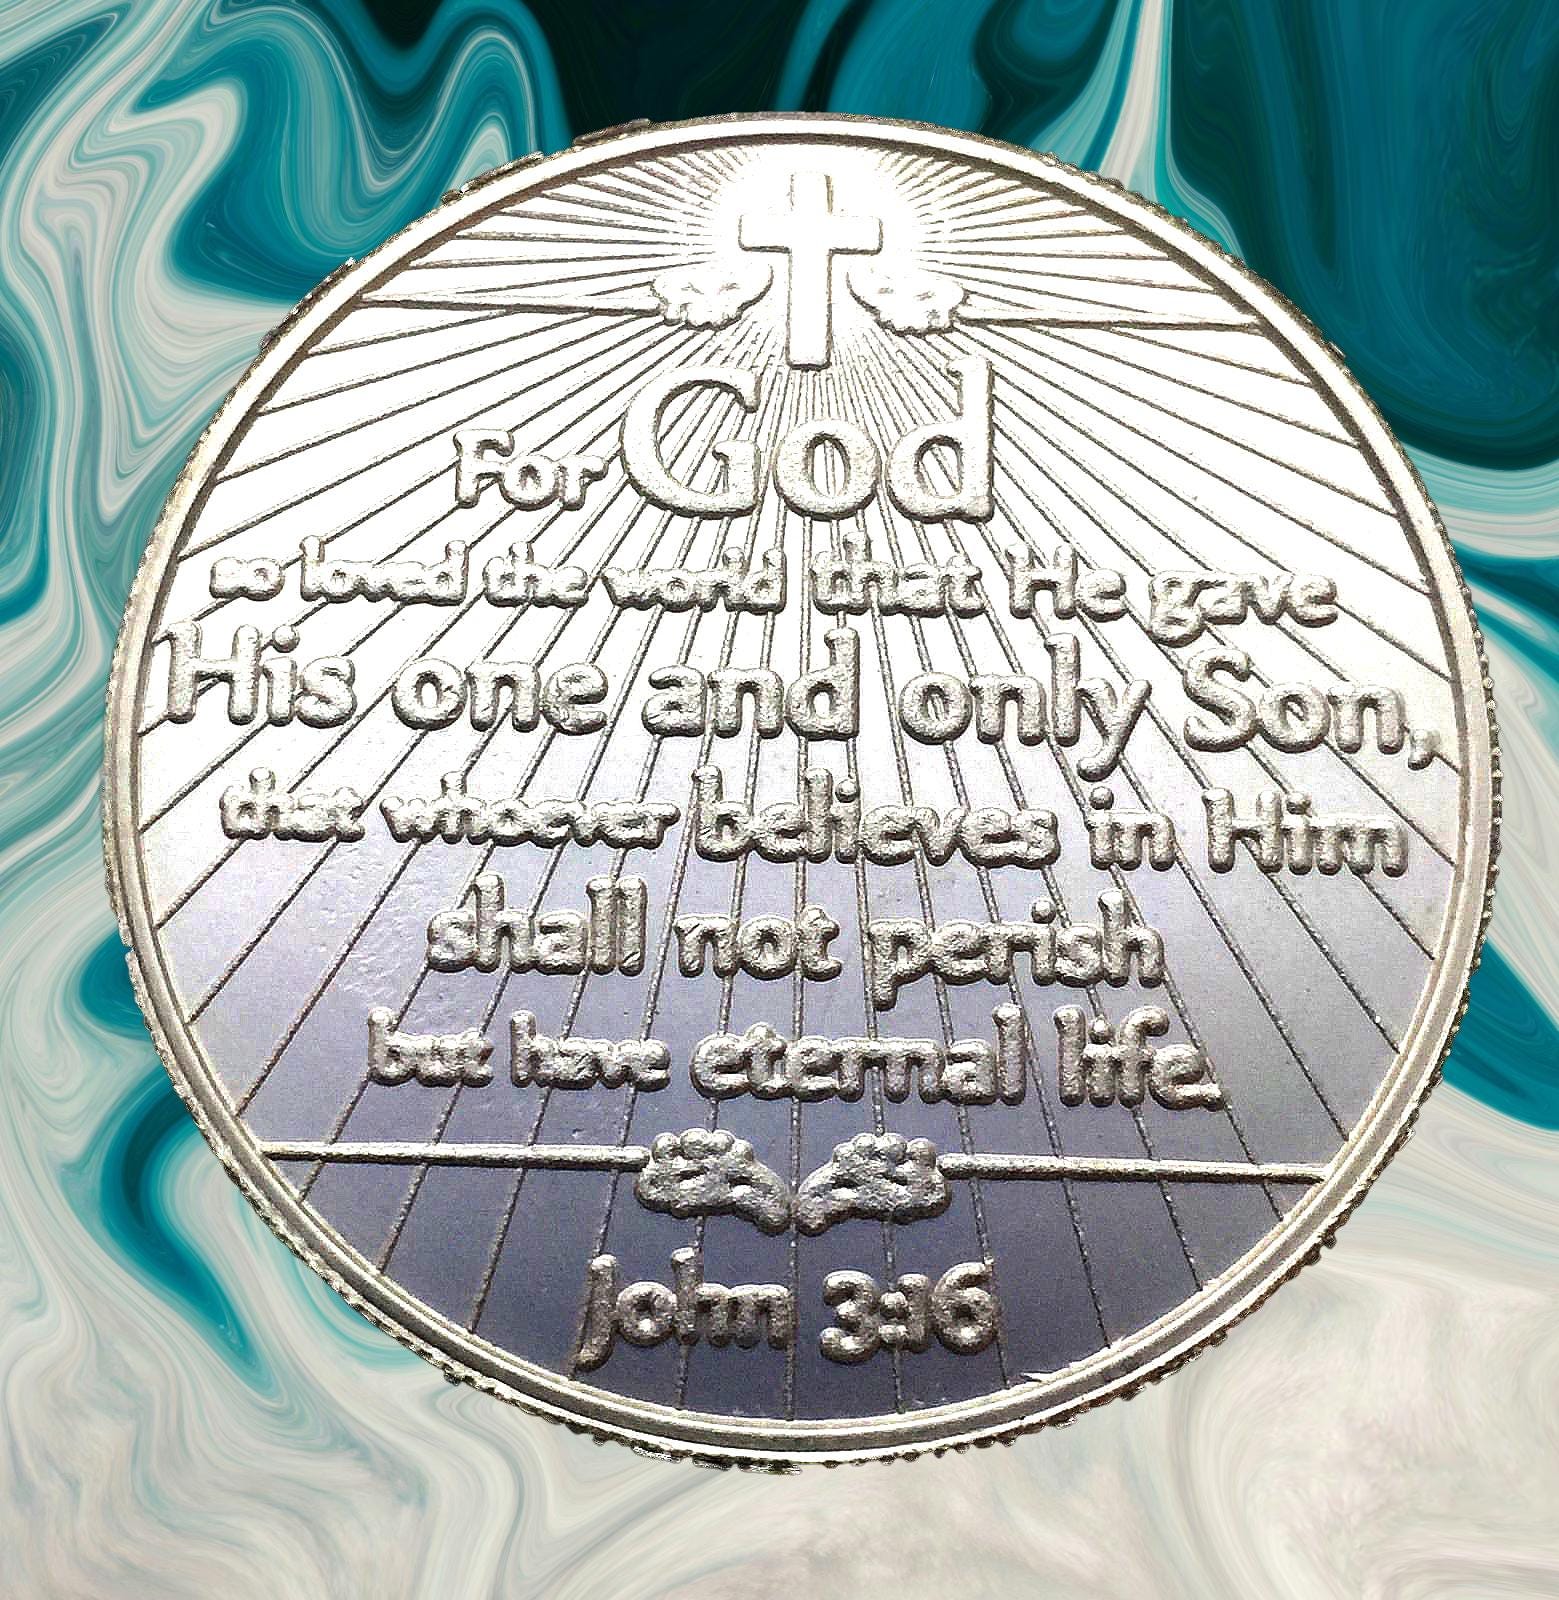 For God
so loved the world that He gave
His one and only Son,
that whoever believes in Him
shall not perish
but have eternal life.
John 3:16